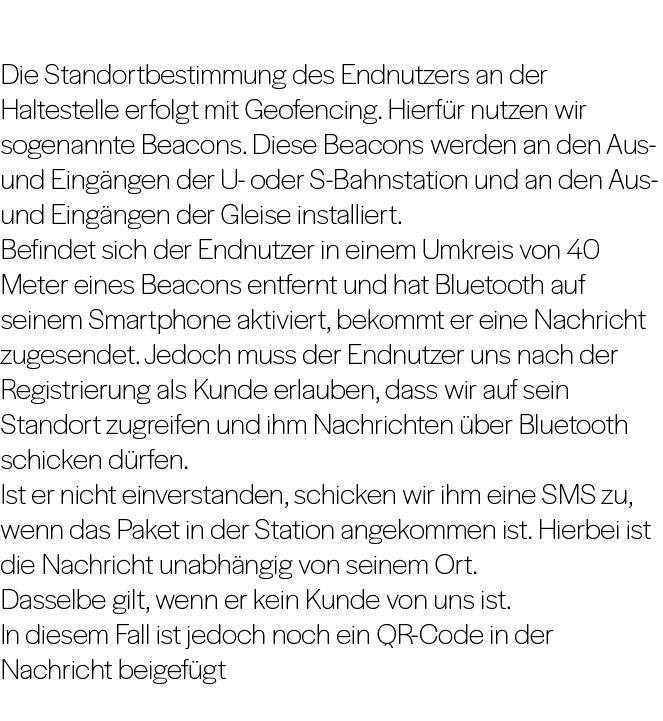 Die Standortbestimmung des Endnutzers an der
Haltestelle erfolgt mit Geofencing. Hierfür nutzen wir
sogenannte Beacons. Diese Beacons werden an den Aus-
und Eingängen der U- oder S-Bahnstation und an den Aus-
und Eingängen der Gleise installiert.
Befindet sich der Endnutzer in einem Umkreis von 40
Meter eines Beacons entfernt und hat Bluetooth auf
seinem Smartphone aktiviert, bekommt er eine Nachricht
zugesendet. Jedoch muss der Endnutzer uns nach der
Registrierung als Kunde erlauben, dass wir auf sein
Standort zugreifen und ihm Nachrichten über Bluetooth
schicken dürfen.
Ist er nicht einverstanden, schicken wir ihm eine SMS zu,
wenn das Paket in der Station angekommen ist. Hierbei ist
die Nachricht unabhängig von seinem Ort.
Dasselbe gilt, wenn er kein Kunde von uns ist.
In diesem Fall ist jedoch noch ein QR-Code in der
Nachricht beigefügt